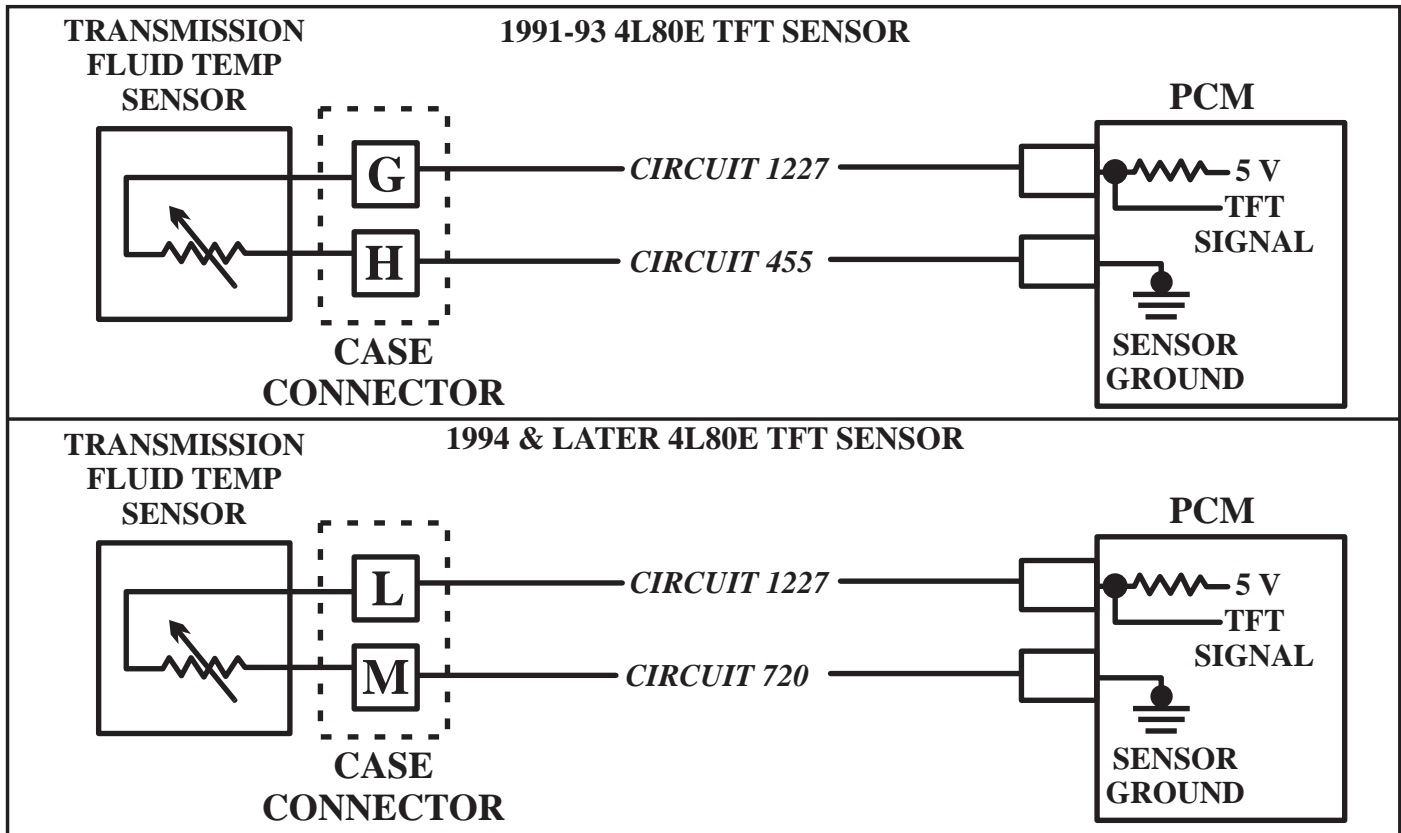 1991-93 4L80E TFT SENSOR
TRANSMISSION
FLUID TEMP
SENSOR
PCM
G
CIRCUIT 1227
5 V
TFT
SIGNAL
H
CIRCUIT 455
SENSOR
GROUND
CASE
CONNECTOR
1994 & LATER 4L80E TFT SENSOR
TRANSMISSION
FLUID TEMP
SENSOR
PCM
L
CIRCUIT 1227
5 V
TFT
SIGNAL
M
CIRCUIT 720
SENSOR
GROUND
CASE
CONNECTOR